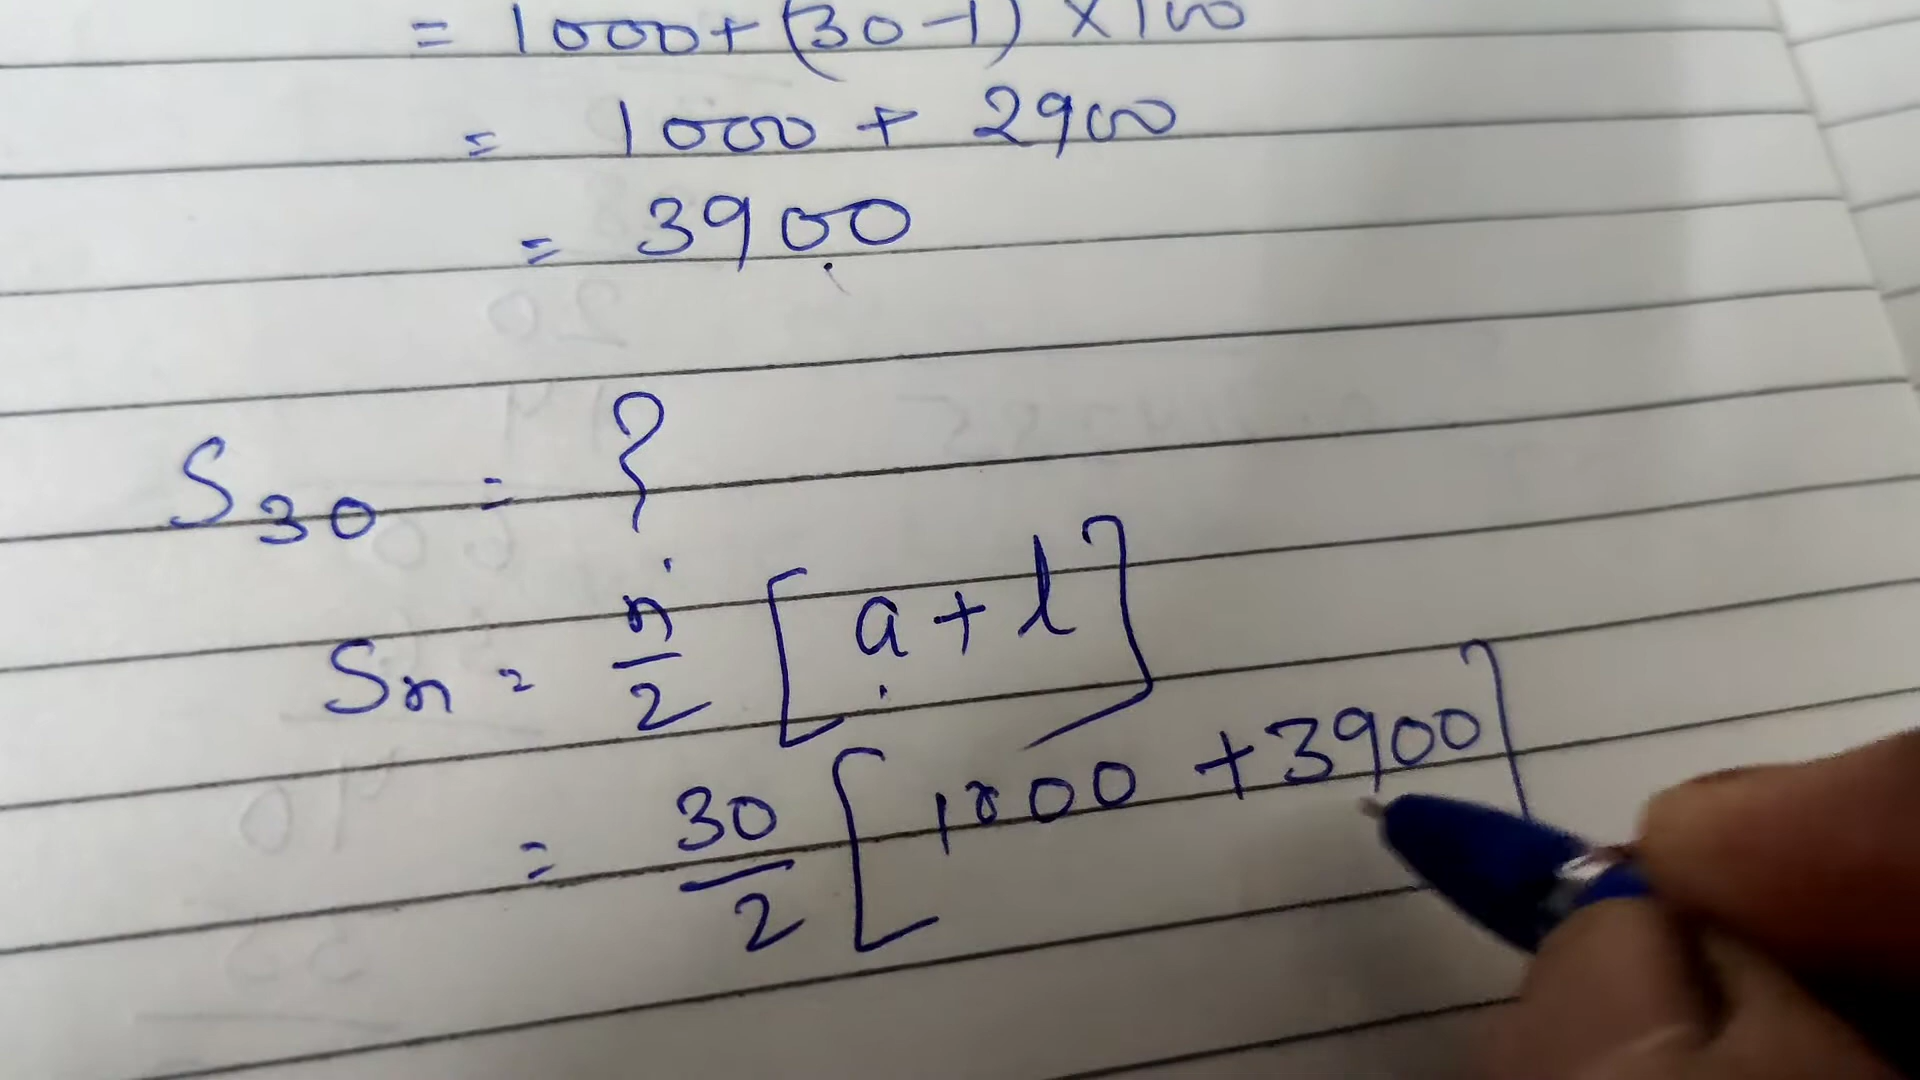 = 1000 + (30-1) × 100
= 1000 + 2900
= 3900
S₃₀ = ?
Sn = n/2 [a + l]
= 30/2 [1000 + 3900]